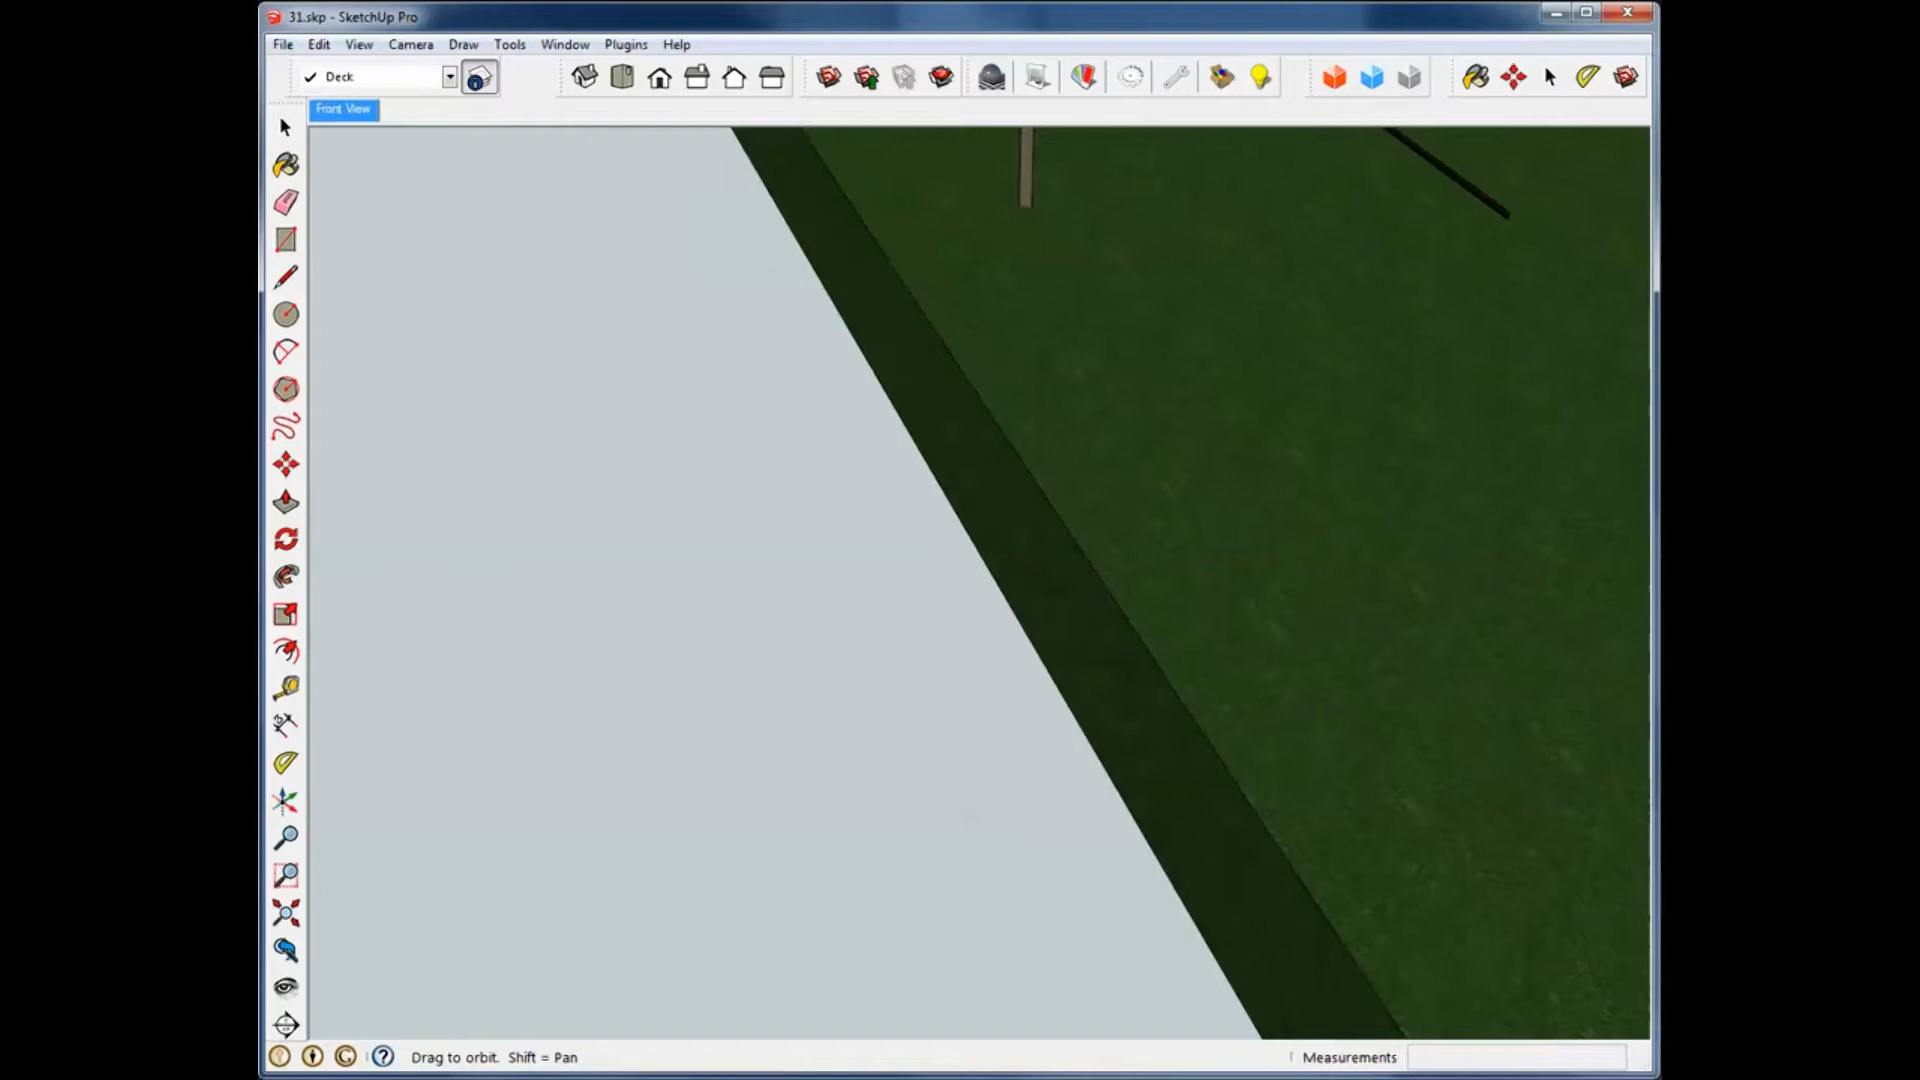 31.skp - SketchUp Pro
File Edit View Camera Draw Tools Window Plugins Help
Deck
Front View
Drag to orbit. Shift = Pan
Measurements